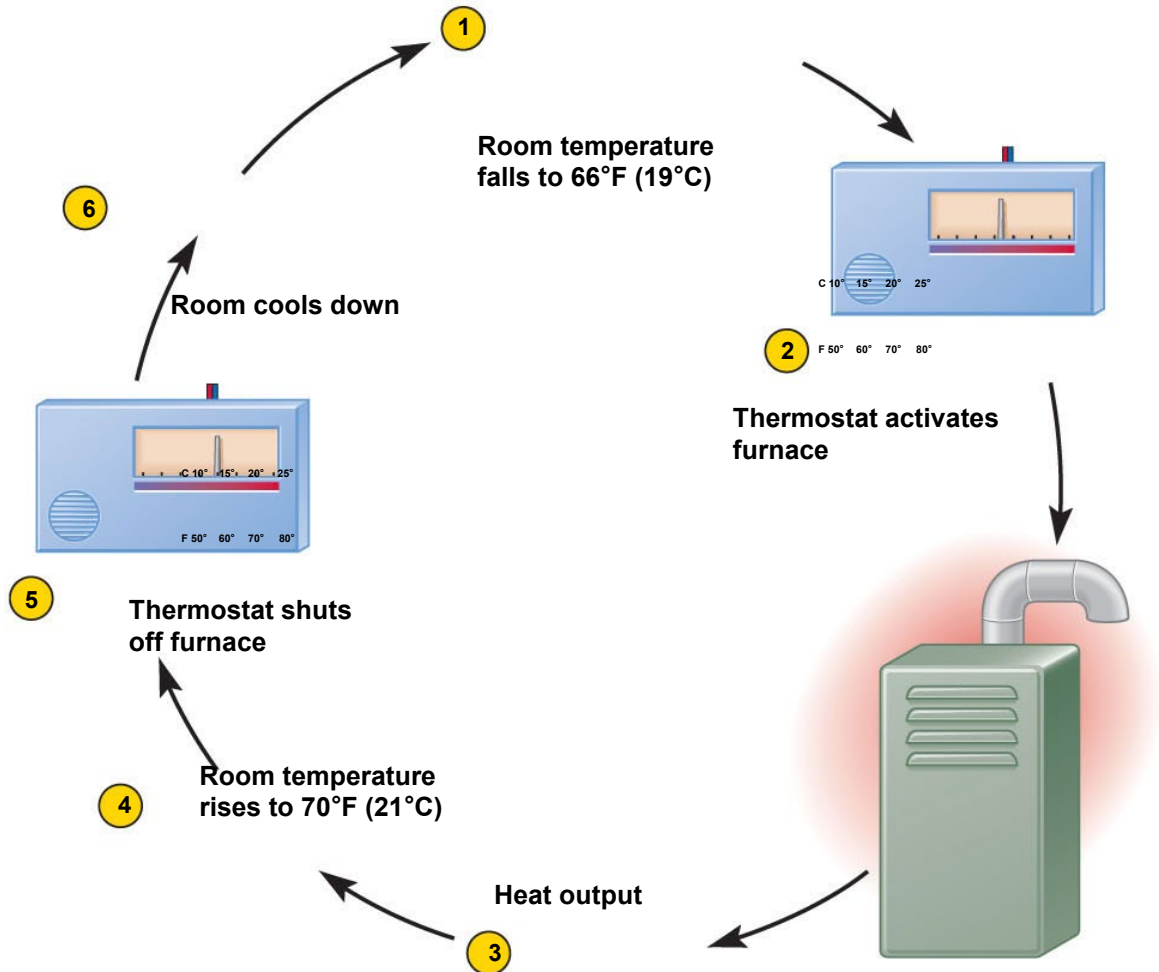 1
Room temperature
falls to 66°F (19°C)
C 10° 15° 20° 25°
2
F 50° 60° 70° 80°
Thermostat activates
furnace
3
Heat output
4
Room temperature
rises to 70°F (21°C)
5
Thermostat shuts
off furnace
C 10° 15° 20° 25°
F 50° 60° 70° 80°
6
Room cools down